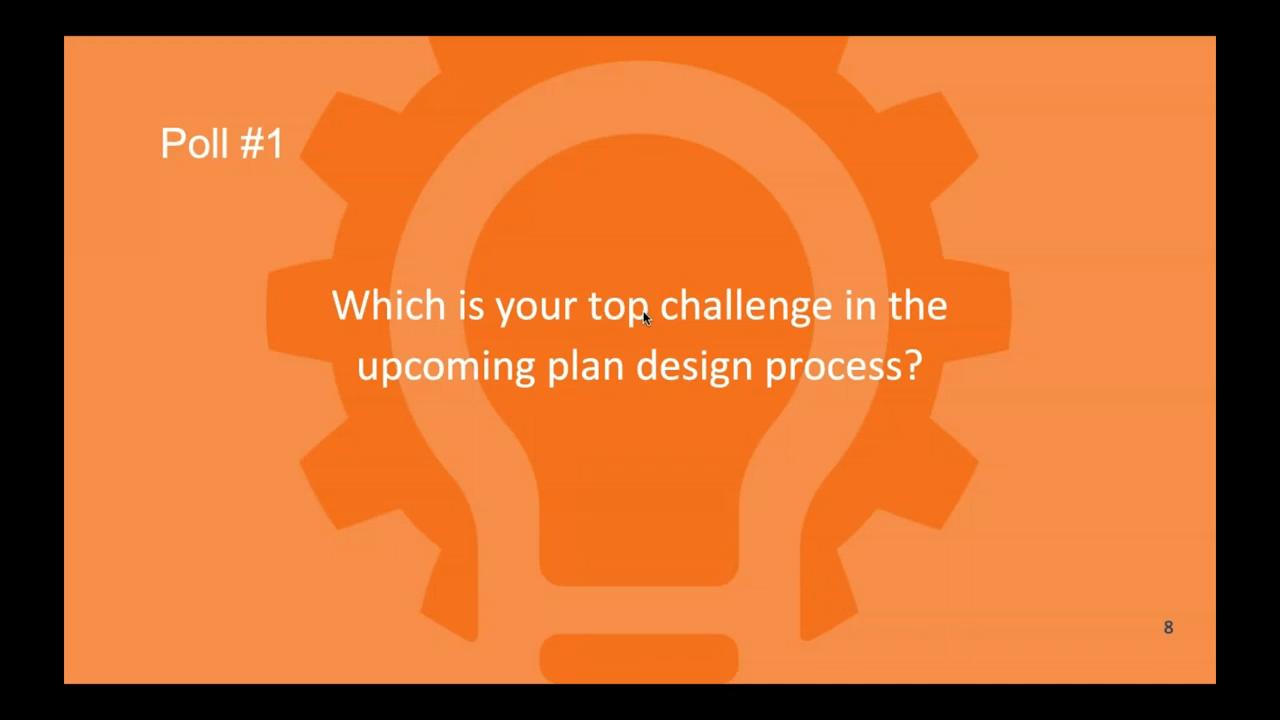 Poll #1
Which is your top challenge in the
upcoming plan design process?
8